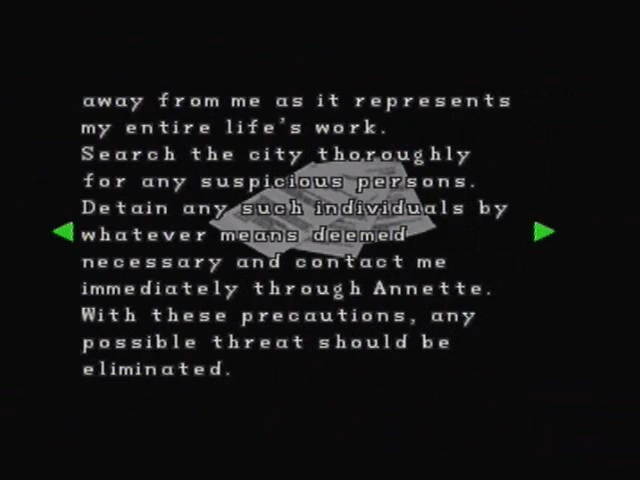 away from me as it represents
my entire life's work.
Search the city thoroughly
for any suspicious persons.
Detain any such individuals by
whatever means deemed
necessary and contact me
immediately through Annette.
With these precautions, any
possible threat should be
eliminated.